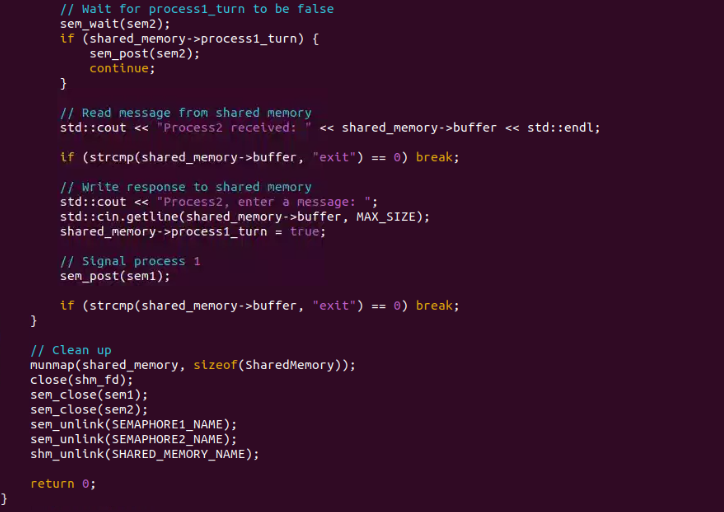 // Wait for process1_turn to be false
        sem_wait(sem2);
        if (shared_memory->process1_turn) {
            sem_post(sem2);
            continue;
        }

        // Read message from shared memory
        std::cout << "Process2 received: " << shared_memory->buffer << std::endl;

        if (strcmp(shared_memory->buffer, "exit") == 0) break;

        // Write response to shared memory
        std::cout << "Process2, enter a message: ";
        std::cin.getline(shared_memory->buffer, MAX_SIZE);
        shared_memory->process1_turn = true;

        // Signal process 1
        sem_post(sem1);

        if (strcmp(shared_memory->buffer, "exit") == 0) break;
    }

    // Clean up
    munmap(shared_memory, sizeof(SharedMemory));
    close(shm_fd);
    sem_close(sem1);
    sem_close(sem2);
    sem_unlink(SEMAPHORE1_NAME);
    sem_unlink(SEMAPHORE2_NAME);
    shm_unlink(SHARED_MEMORY_NAME);

    return 0;
}